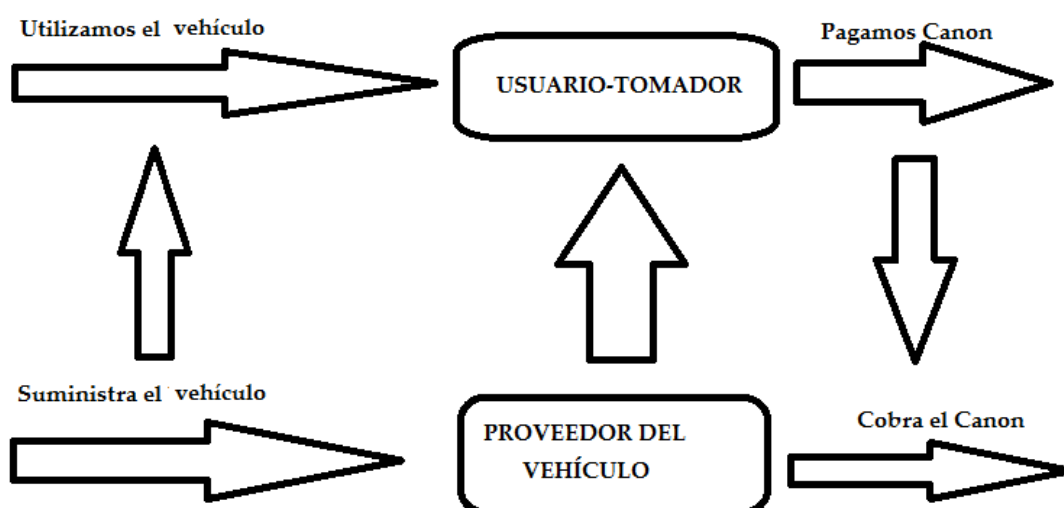 Utilizamos el vehículo
Pagamos Canon
USUARIO-TOMADOR
Suministra el vehículo
PROVEEDOR DEL
VEHÍCULO
Cobra el Canon